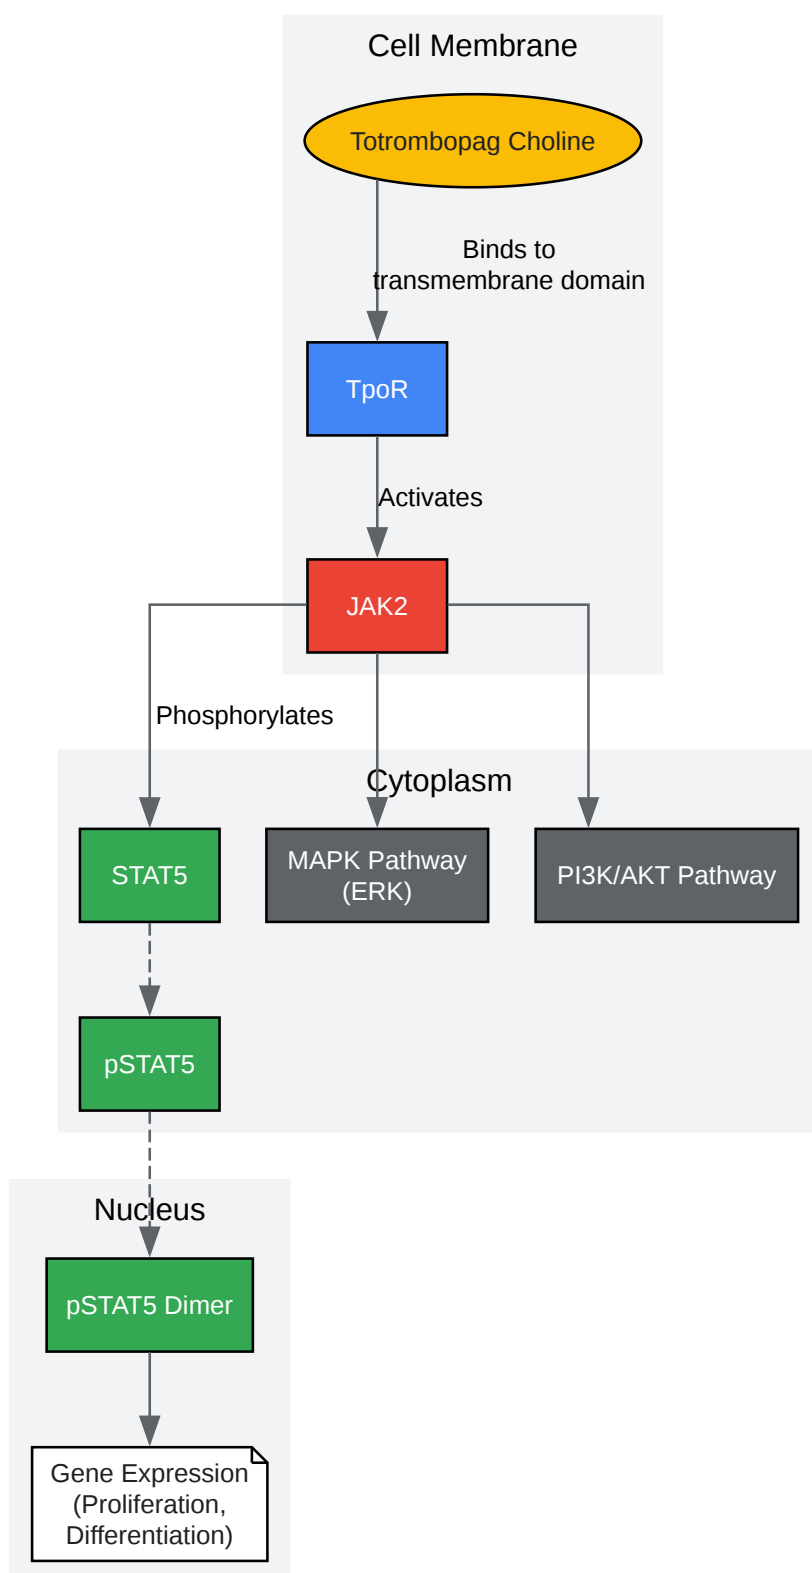 Cell Membrane
Totrombopag Choline
Binds to
transmembrane domain
TpoR
Activates
JAK2
Phosphorylates
Cytoplasm
STAT5
MAPK Pathway
(ERK)
PI3K/AKT Pathway
pSTAT5
Nucleus
pSTAT5 Dimer
Gene Expression
(Proliferation,
Differentiation)